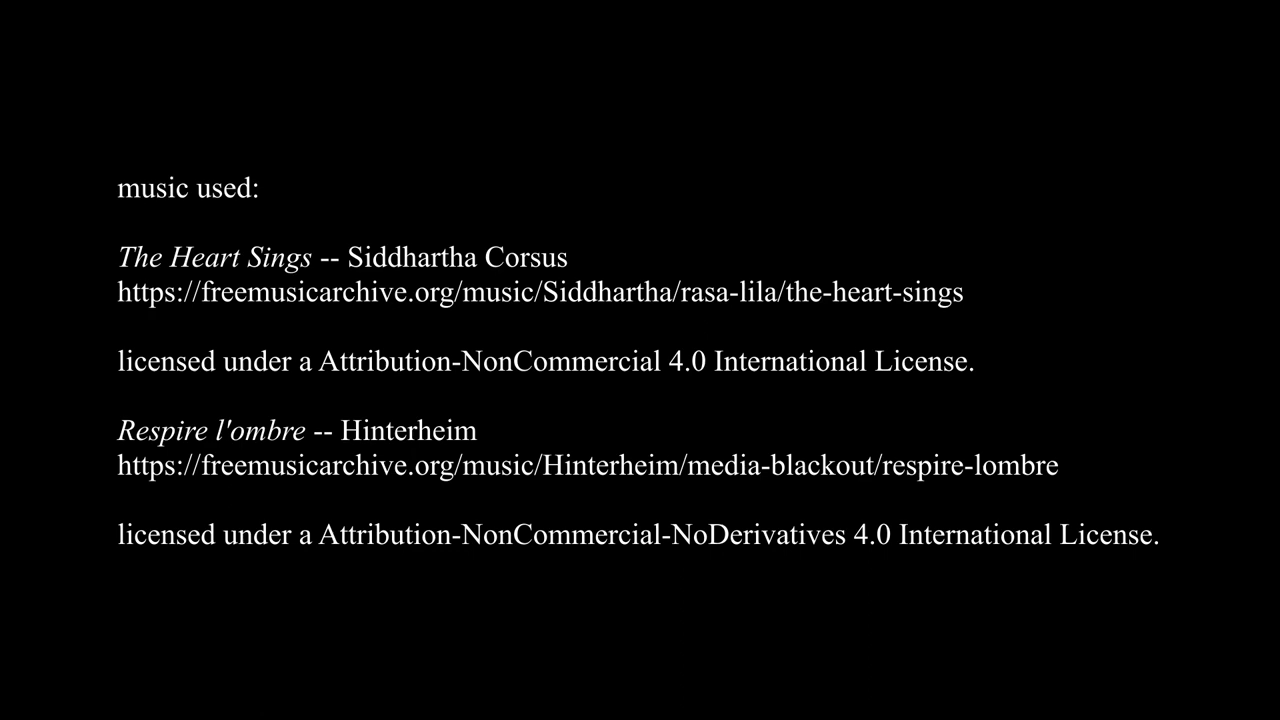 music used:
The Heart Sings -- Siddhartha Corsus
https://freemusicarchive.org/music/Siddhartha/rasa-lila/the-heart-sings
licensed under a Attribution-NonCommercial 4.0 International License.
Respire l'ombre -- Hinterheim
https://freemusicarchive.org/music/Hinterheim/media-blackout/respire-lombre
licensed under a Attribution-NonCommercial-NoDerivatives 4.0 International License.